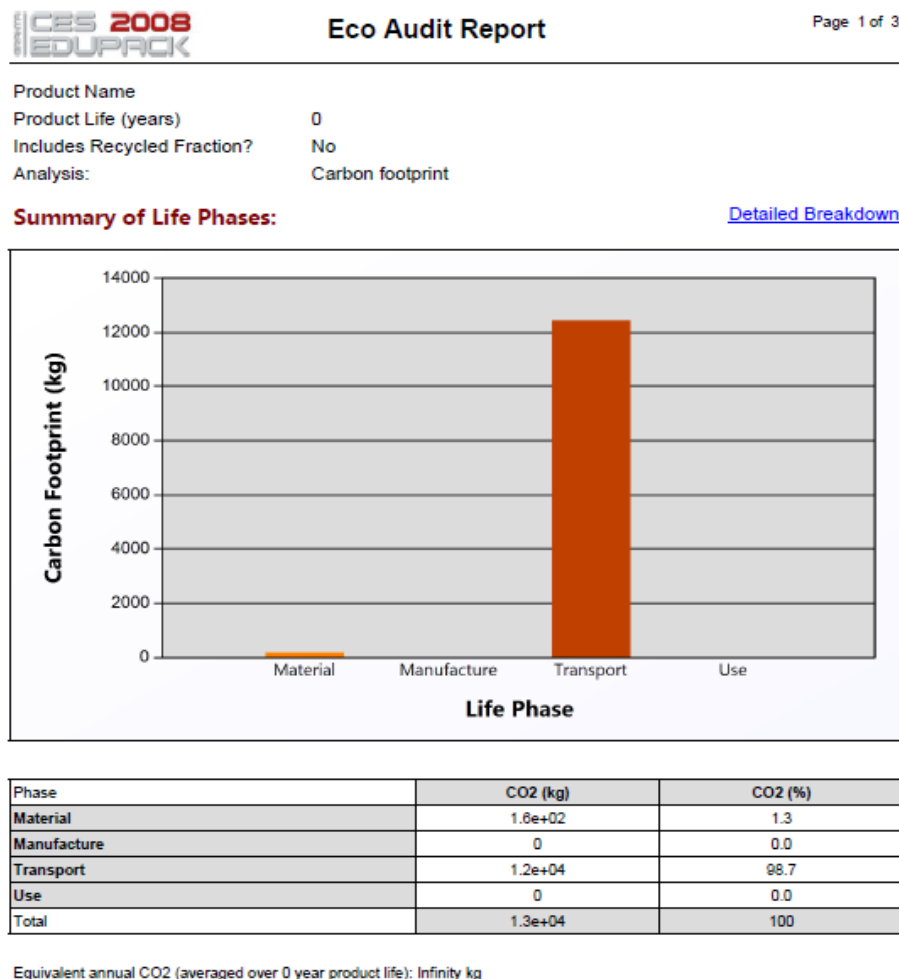 GRANTA CES 2008 EDUPACK
Eco Audit Report
Page 1 of 3
Product Name
Product Life (years) 0
Includes Recycled Fraction? No
Analysis: Carbon footprint
Summary of Life Phases:
Detailed Breakdown
Carbon Footprint (kg)
14000
12000
10000
8000
6000
4000
2000
0
Material Manufacture Transport Use
Life Phase
Phase CO2 (kg) CO2 (%)
Material 1.6e+02 1.3
Manufacture 0 0.0
Transport 1.2e+04 98.7
Use 0 0.0
Total 1.3e+04 100
Equivalent annual CO2 (averaged over 0 year product life): Infinity kg